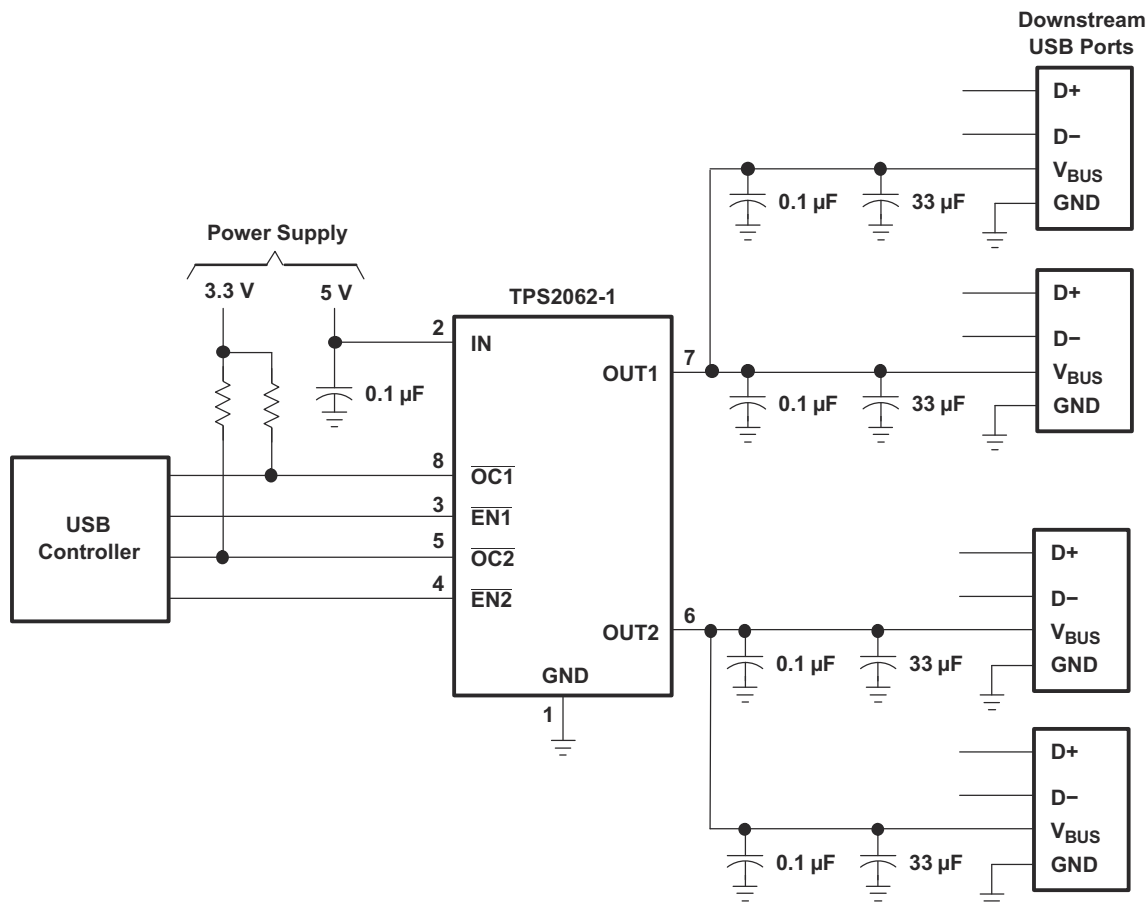 Downstream
USB Ports
D+
D−
VBUS
GND
0.1 µF
33 µF
Power Supply
3.3 V
5 V
0.1 µF
TPS2062-1
2
IN
OUT1
7
D+
D−
VBUS
GND
0.1 µF
33 µF
USB
Controller
8
OC1
3
EN1
5
OC2
4
EN2
OUT2
6
GND
1
D+
D−
VBUS
GND
0.1 µF
33 µF
D+
D−
VBUS
GND
0.1 µF
33 µF